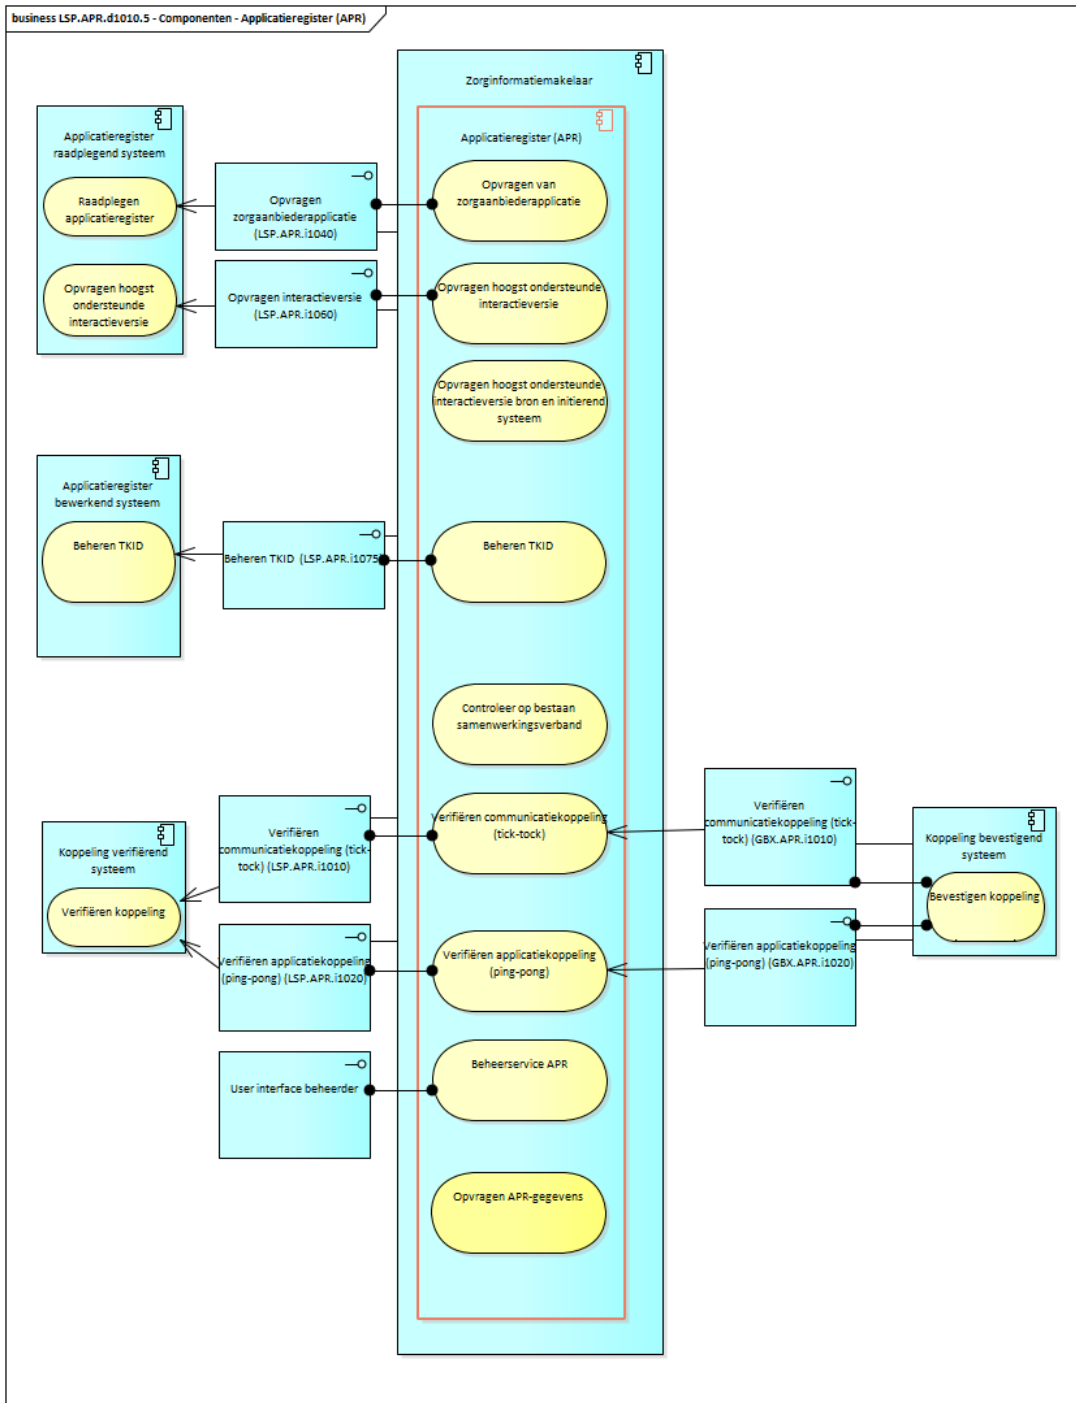 business LSP.APR.d1010.5 - Componenten - Applicatieregister (APR)
Zorginformatiemakelaar
Applicatieregister (APR)
Applicatieregister
raadplegend systeem
Raadplegen
applicatieregister
Opvragen hoogst
ondersteunde
interactieversie
Opvragen
zorgaanbiederapplicatie
(LSP.APR.i1040)
Opvragen interactieversie
(LSP.APR.i1060)
Opvragen van
zorgaanbiederapplicatie
Opvragen hoogst ondersteunde
interactieversie
Opvragen hoogst ondersteunde
interactieversie bron en initierend
systeem
Applicatieregister
bewerkend systeem
Beheren TKID
Beheren TKID (LSP.APR.i1075)
Beheren TKID
Controleer op bestaan
samenwerkingsverband
Koppeling verifiërend
systeem
Verifiëren koppeling
Verifiëren
communicatiekoppeling (tick-
tock) (LSP.APR.i1010)
Verifiëren communicatiekoppeling
(tick-tock)
Verifiëren
communicatiekoppeling (tick-
tock) (GBX.APR.i1010)
Koppeling bevestigend
systeem
Bevestigen koppeling
Verifiëren applicatiekoppeling
(ping-pong) (LSP.APR.i1020)
Verifiëren applicatiekoppeling
(ping-pong)
Verifiëren applicatiekoppeling
(ping-pong) (GBX.APR.i1020)
User interface beheerder
Beheerservice APR
Opvragen APR-gegevens